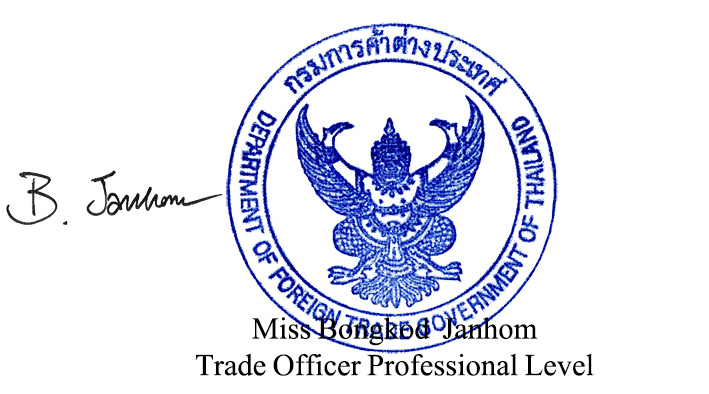 กรมการค้าต่างประเทศ
DEPARTMENT OF FOREIGN TRADE GOVERNMENT OF THAILAND
B. Janhom
Miss Bongkod Janhom
Trade Officer Professional Level